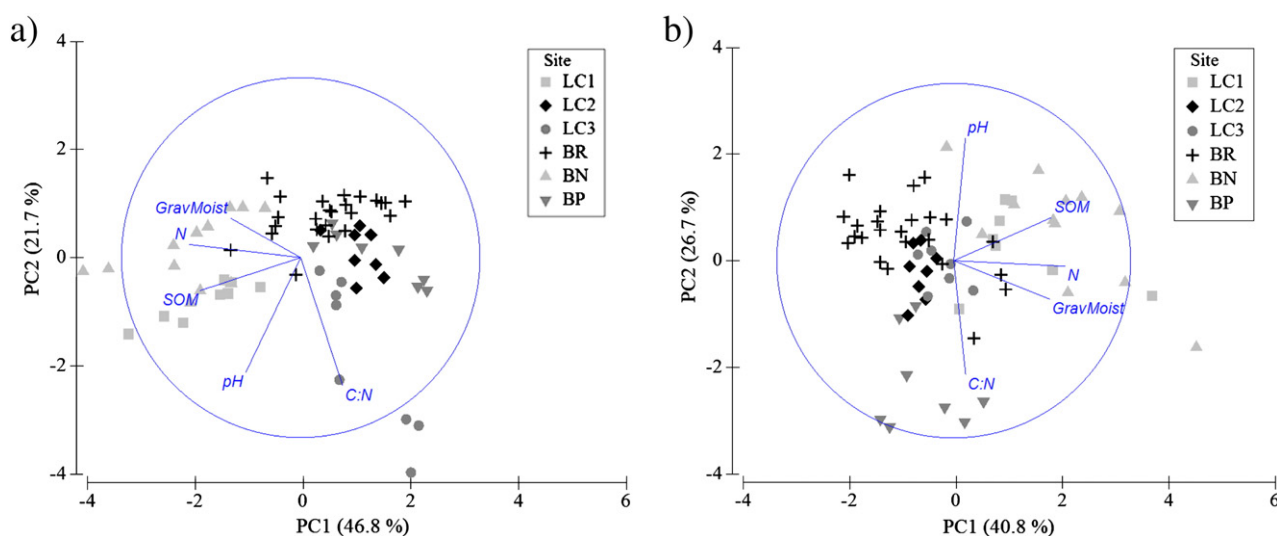 a)
4
2
0
-2
-4
PC2 (21.7 %)
-4
-2
0
2
4
6
PC1 (46.8 %)
GravMoist
N
SOM
pH
C:N
Site
LC1
LC2
LC3
BR
BN
BP
b)
4
2
0
-2
-4
PC2 (26.7 %)
-4
-2
0
2
4
6
PC1 (40.8 %)
pH
SOM
N
GravMoist
C:N
Site
LC1
LC2
LC3
BR
BN
BP